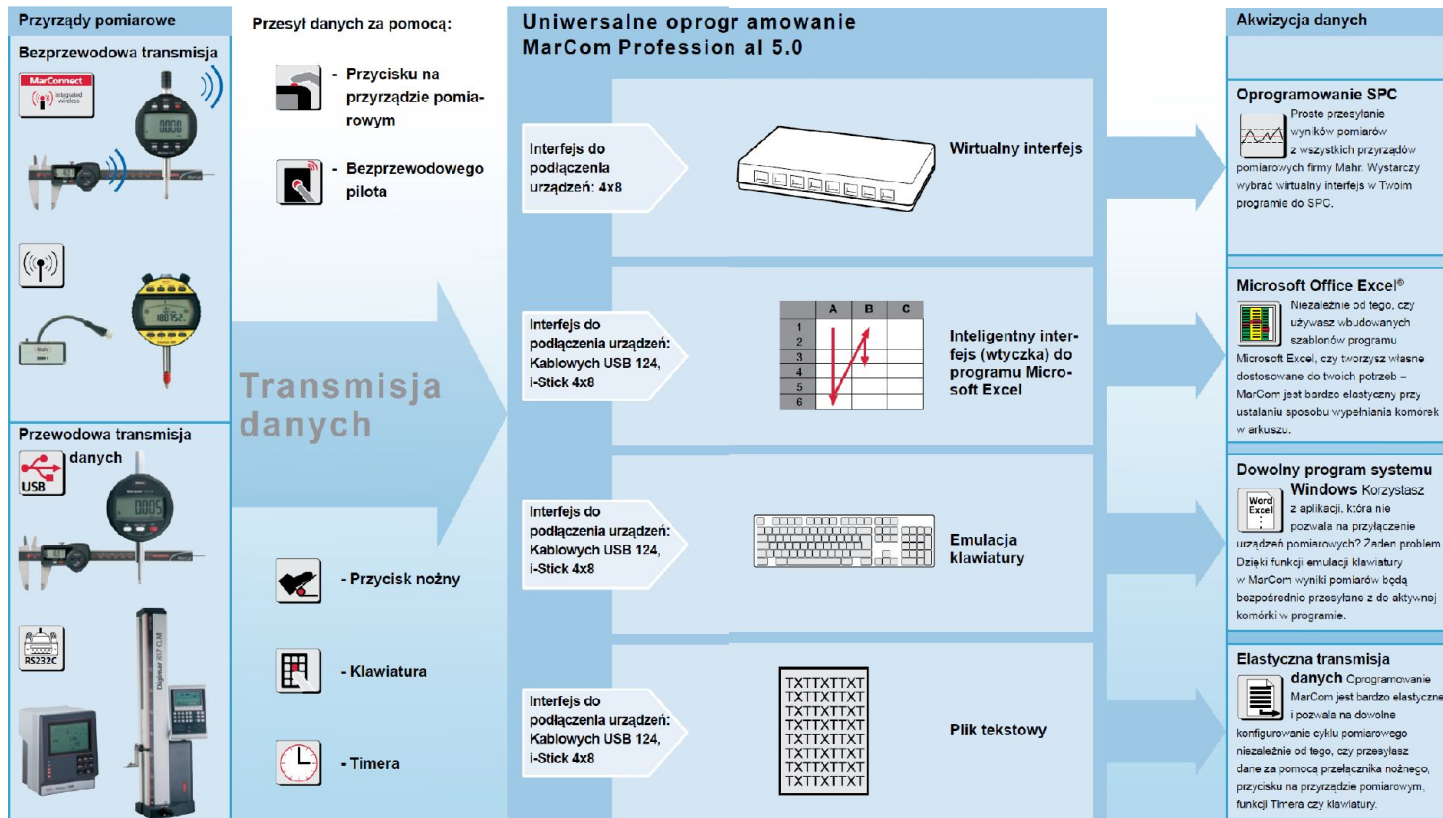 Przyrządy pomiarowe
Bezprzewodowa transmisja
MarConnect
integrated
wireless
Przewodowa transmisja
danych
USB
RS232C
Digimar 817 CLM
Przesył danych za pomocą:
- Przycisku na
przyrządzie pomia-
rowym
- Bezprzewodowego
pilota
Transmisja
danych
- Przycisk nożny
- Klawiatura
- Timera
Uniwersalne oprogr amowanie
MarCom Profession al 5.0
Interfejs do
podłączenia
urządzeń: 4x8
Wirtualny interfejs
Interfejs do
podłączenia urządzeń:
Kablowych USB 124,
i-Stick 4x8
A B C
1
2
3
4
5
6
Inteligentny inter-
fejs (wtyczka) do
programu Micro-
soft Excel
Interfejs do
podłączenia urządzeń:
Kablowych USB 124,
i-Stick 4x8
Emulacja
klawiatury
Interfejs do
podłączenia urządzeń:
Kablowych USB 124,
i-Stick 4x8
TXTTXTTXT
TXTTXTTXT
TXTTXTTXT
TXTTXTTXT
TXTTXTTXT
TXTTXTTXT
TXTTXTTXT
TXTTXTTXT
TXTTXTTXT
Plik tekstowy
Akwizycja danych
Oprogramowanie SPC
Proste przesyłanie
wyników pomiarów
z wszystkich przyrządów
pomiarowych firmy Mahr. Wystarczy
wybrać wirtualny interfejs w Twoim
programie do SPC.
Microsoft Office Excel®
Niezależnie od tego, czy
używasz wbudowanych
szablonów programu
Microsoft Excel, czy tworzysz własne
dostosowane do twoich potrzeb –
MarCom jest bardzo elastyczny przy
ustalaniu sposobu wypełniania komórek
w arkuszu.
Dowolny program systemu
Windows Korzystasz
Word
Excel
z aplikacji, która nie
pozwala na przyłączenie
urządzeń pomiarowych? Żaden problem
Dzięki funkcji emulacji klawiatury
w MarCom wyniki pomiarów będą
bezpośrednio przesyłane z do aktywnej
komórki w programie.
Elastyczna transmisja
danych Oprogramowanie
MarCom jest bardzo elastyczne
i pozwala na dowolne
konfigurowanie cyklu pomiarowego
niezależnie od tego, czy przesyłasz
dane za pomocą przełącznika nożnego,
przycisku na przyrządzie pomiarowym,
funkcji Timera czy klawiatury.